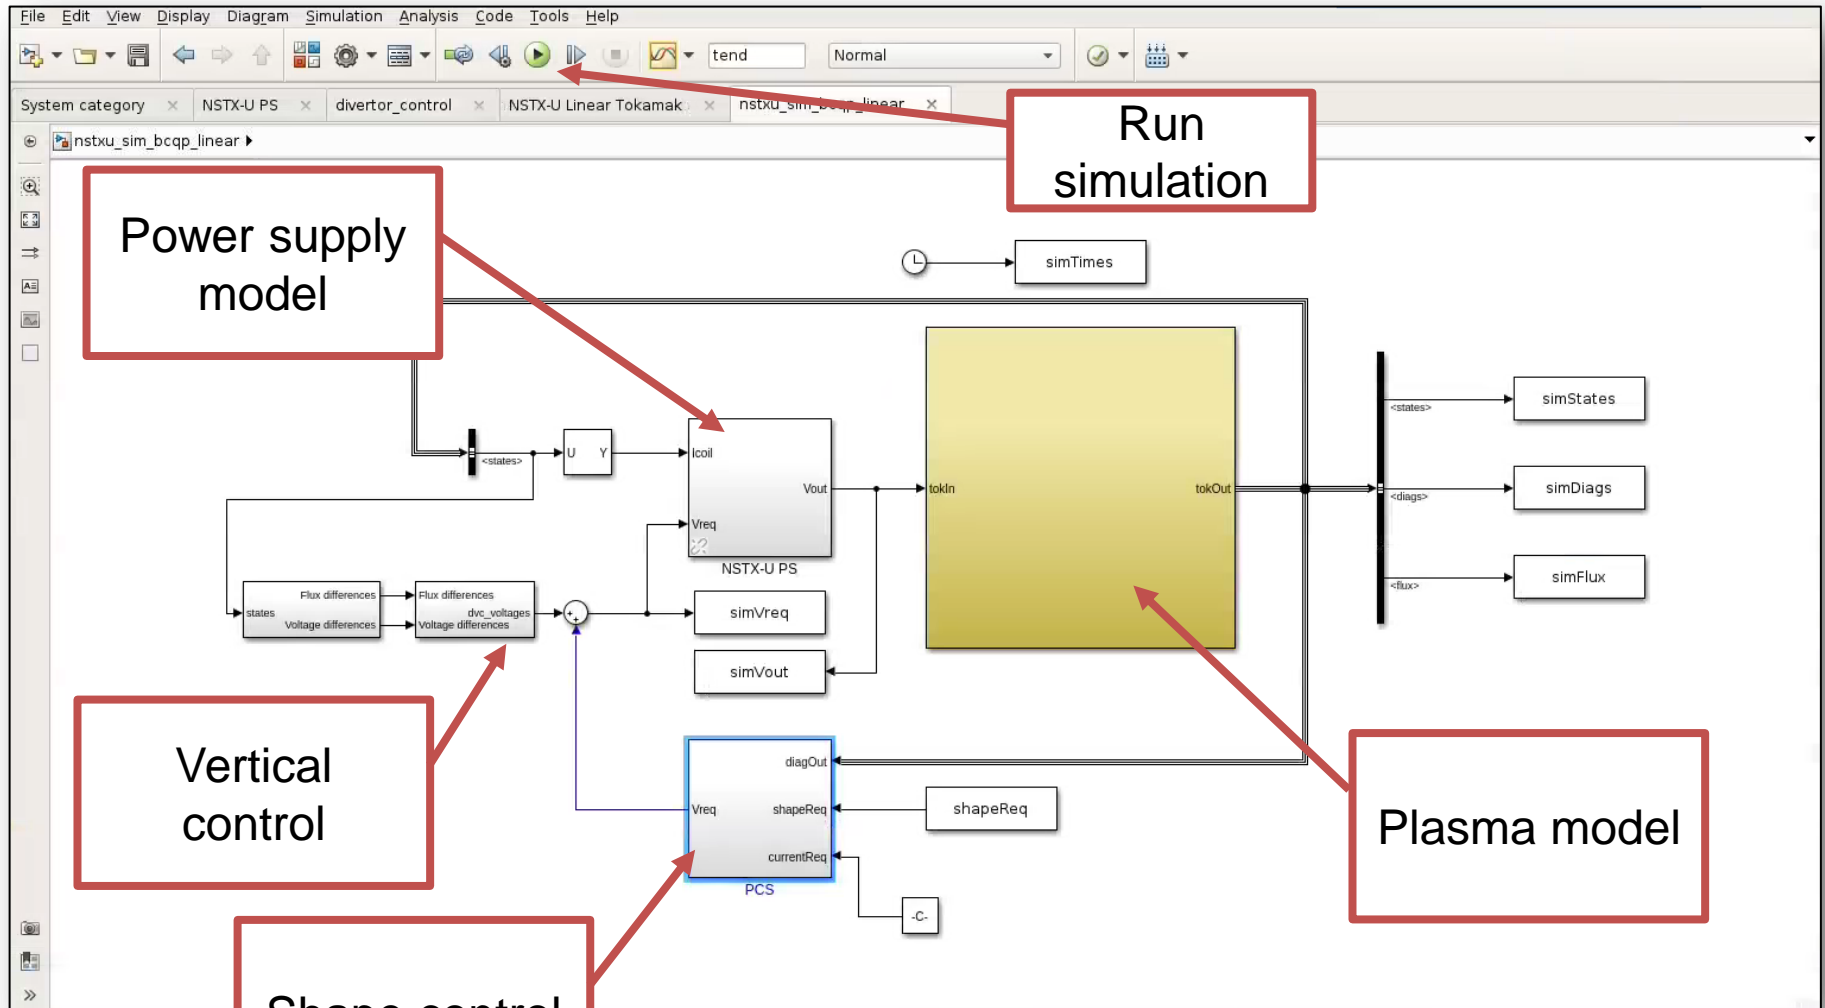 File Edit View Display Diagram Simulation Analysis Code Tools Help
tend
Normal
System category
NSTX-U PS
divertor_control
NSTX-U Linear Tokamak
nstxu_sim_bcqp_linear
nstxu_sim_bcqp_linear
Run
simulation
Power supply
model
simTimes
<states>
U Y
Icoil
Vout
Vreq
NSTX-U PS
tokIn
tokOut
<states>
simStates
<diags>
simDiags
<flux>
simFlux
states
Flux differences
Voltage differences
Flux differences
dvc_voltages
Voltage differences
simVreq
simVout
Vertical
control
diagOut
Vreq
shapeReq
currentReq
PCS
shapeReq
-C-
Plasma model
Shape control